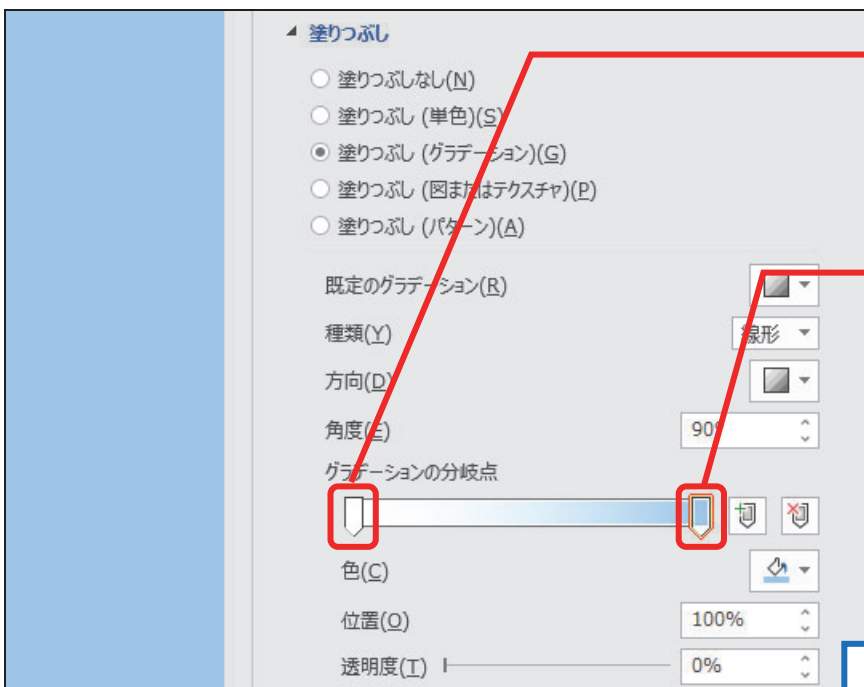 塗りつぶし
塗りつぶしなし(N)
塗りつぶし (単色)(S)
塗りつぶし (グラデーション)(G)
塗りつぶし (図またはテクスチャ)(P)
塗りつぶし (パターン)(A)
既定のグラデーション(R)
種類(Y) 線形
方向(D)
角度(E) 90°
グラデーションの分岐点
色(C)
位置(O) 100%
透明度(T) 0%